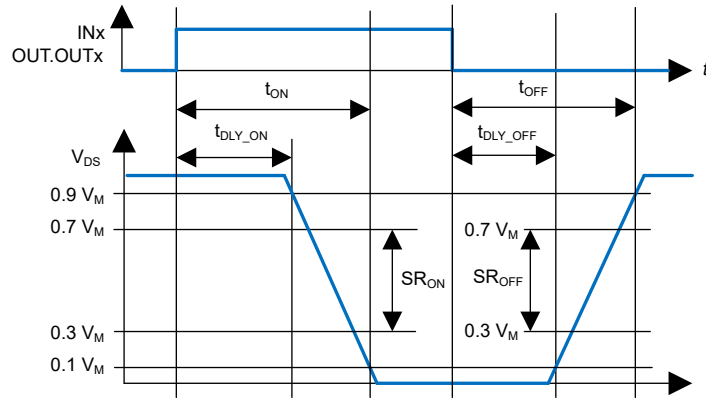 INx
OUT.OUTx
t
tON
tOFF
tDLY_ON
tDLY_OFF
VDS
0.9 VM
0.7 VM
0.7 VM
SRON
SROFF
0.3 VM
0.3 VM
0.1 VM